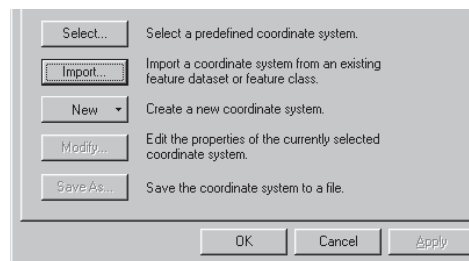 Select...
Select a predefined coordinate system.
Import...
Import a coordinate system from an existing
feature dataset or feature class.
New
Create a new coordinate system.
Modify...
Edit the properties of the currently selected
coordinate system.
Save As...
Save the coordinate system to a file.
OK
Cancel
Apply